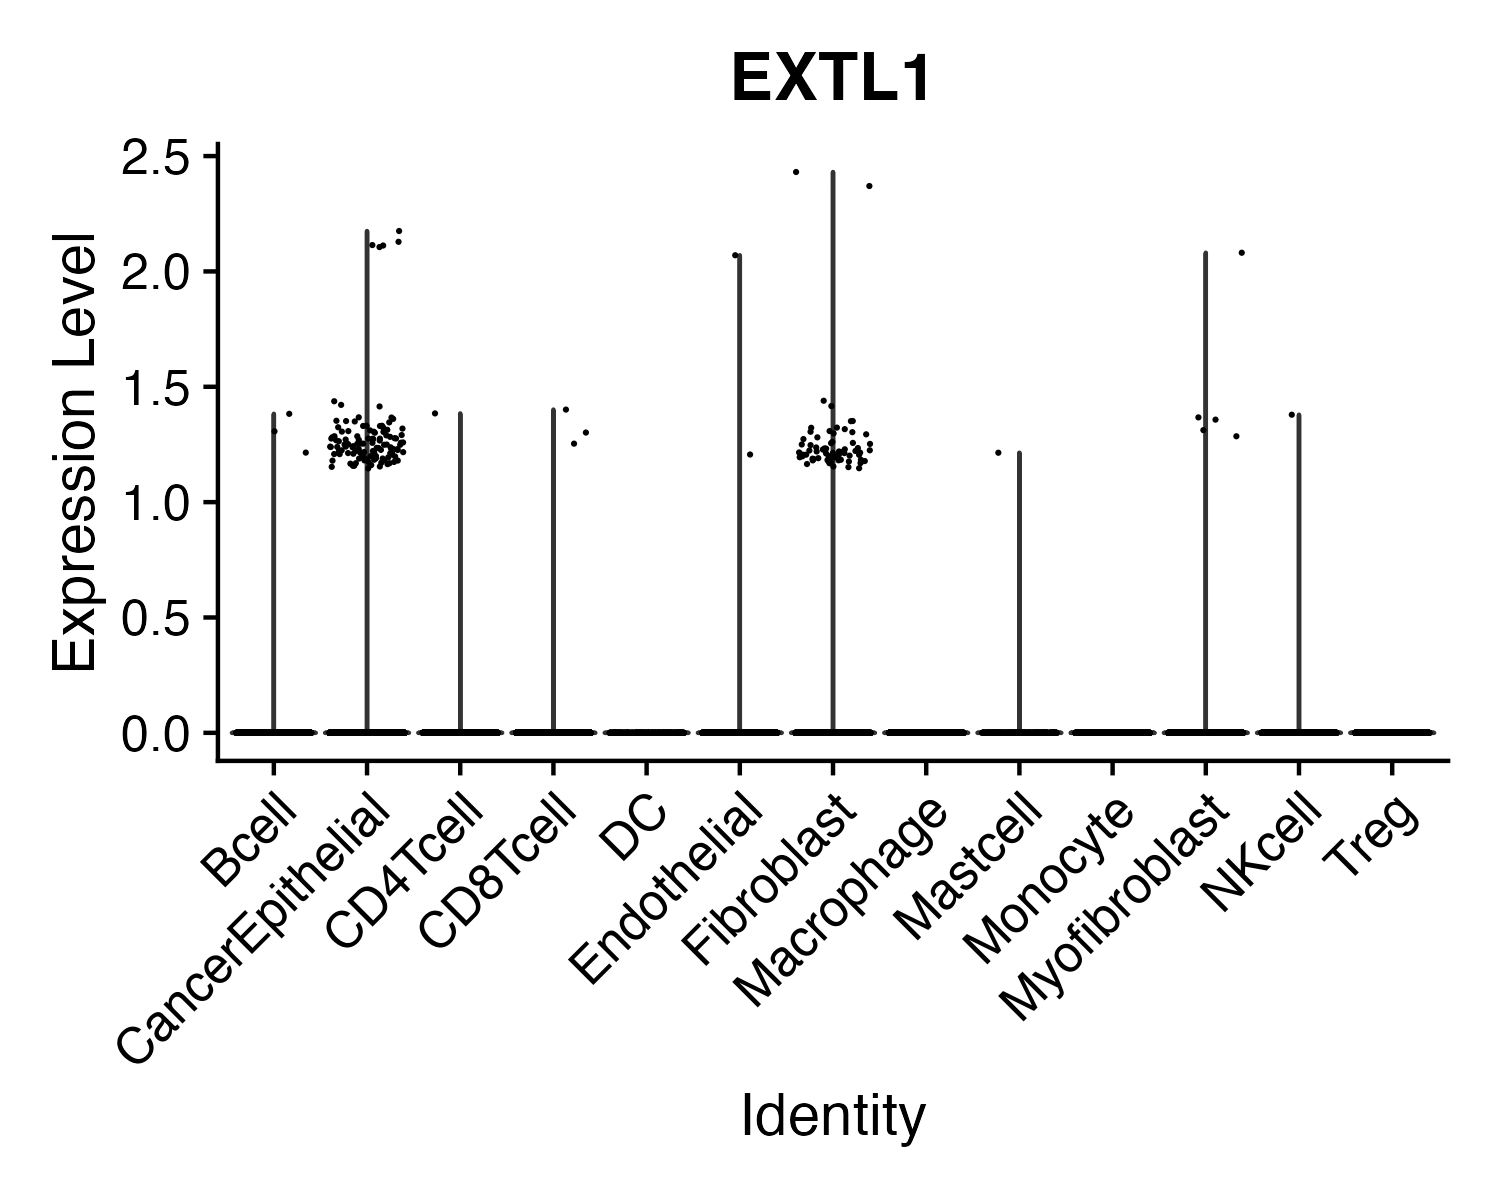 EXTL1
Expression Level
2.5
2.0
1.5
1.0
0.5
0.0
Bcell
CancerEpithelial
CD4Tcell
CD8Tcell
DC
Endothelial
Fibroblast
Macrophage
Mastcell
Monocyte
Myofibroblast
NKcell
Treg
Identity